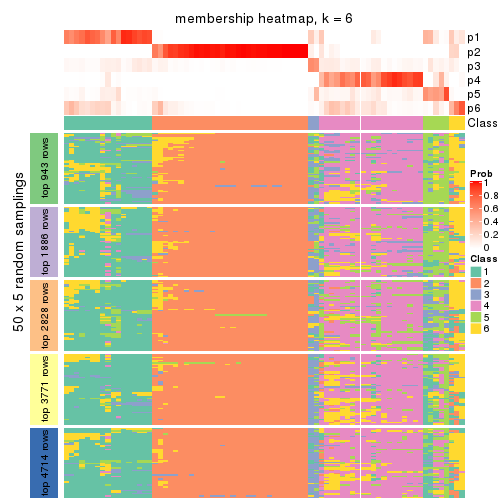 membership heatmap, k = 6
p1
p2
p3
p4
p5
p6
Class
50 x 5 random samplings
top 943 rows
top 1886 rows
top 2828 rows
top 3771 rows
top 4714 rows
Prob
1
0.8
0.6
0.4
0.2
0
Class
1
2
3
4
5
6